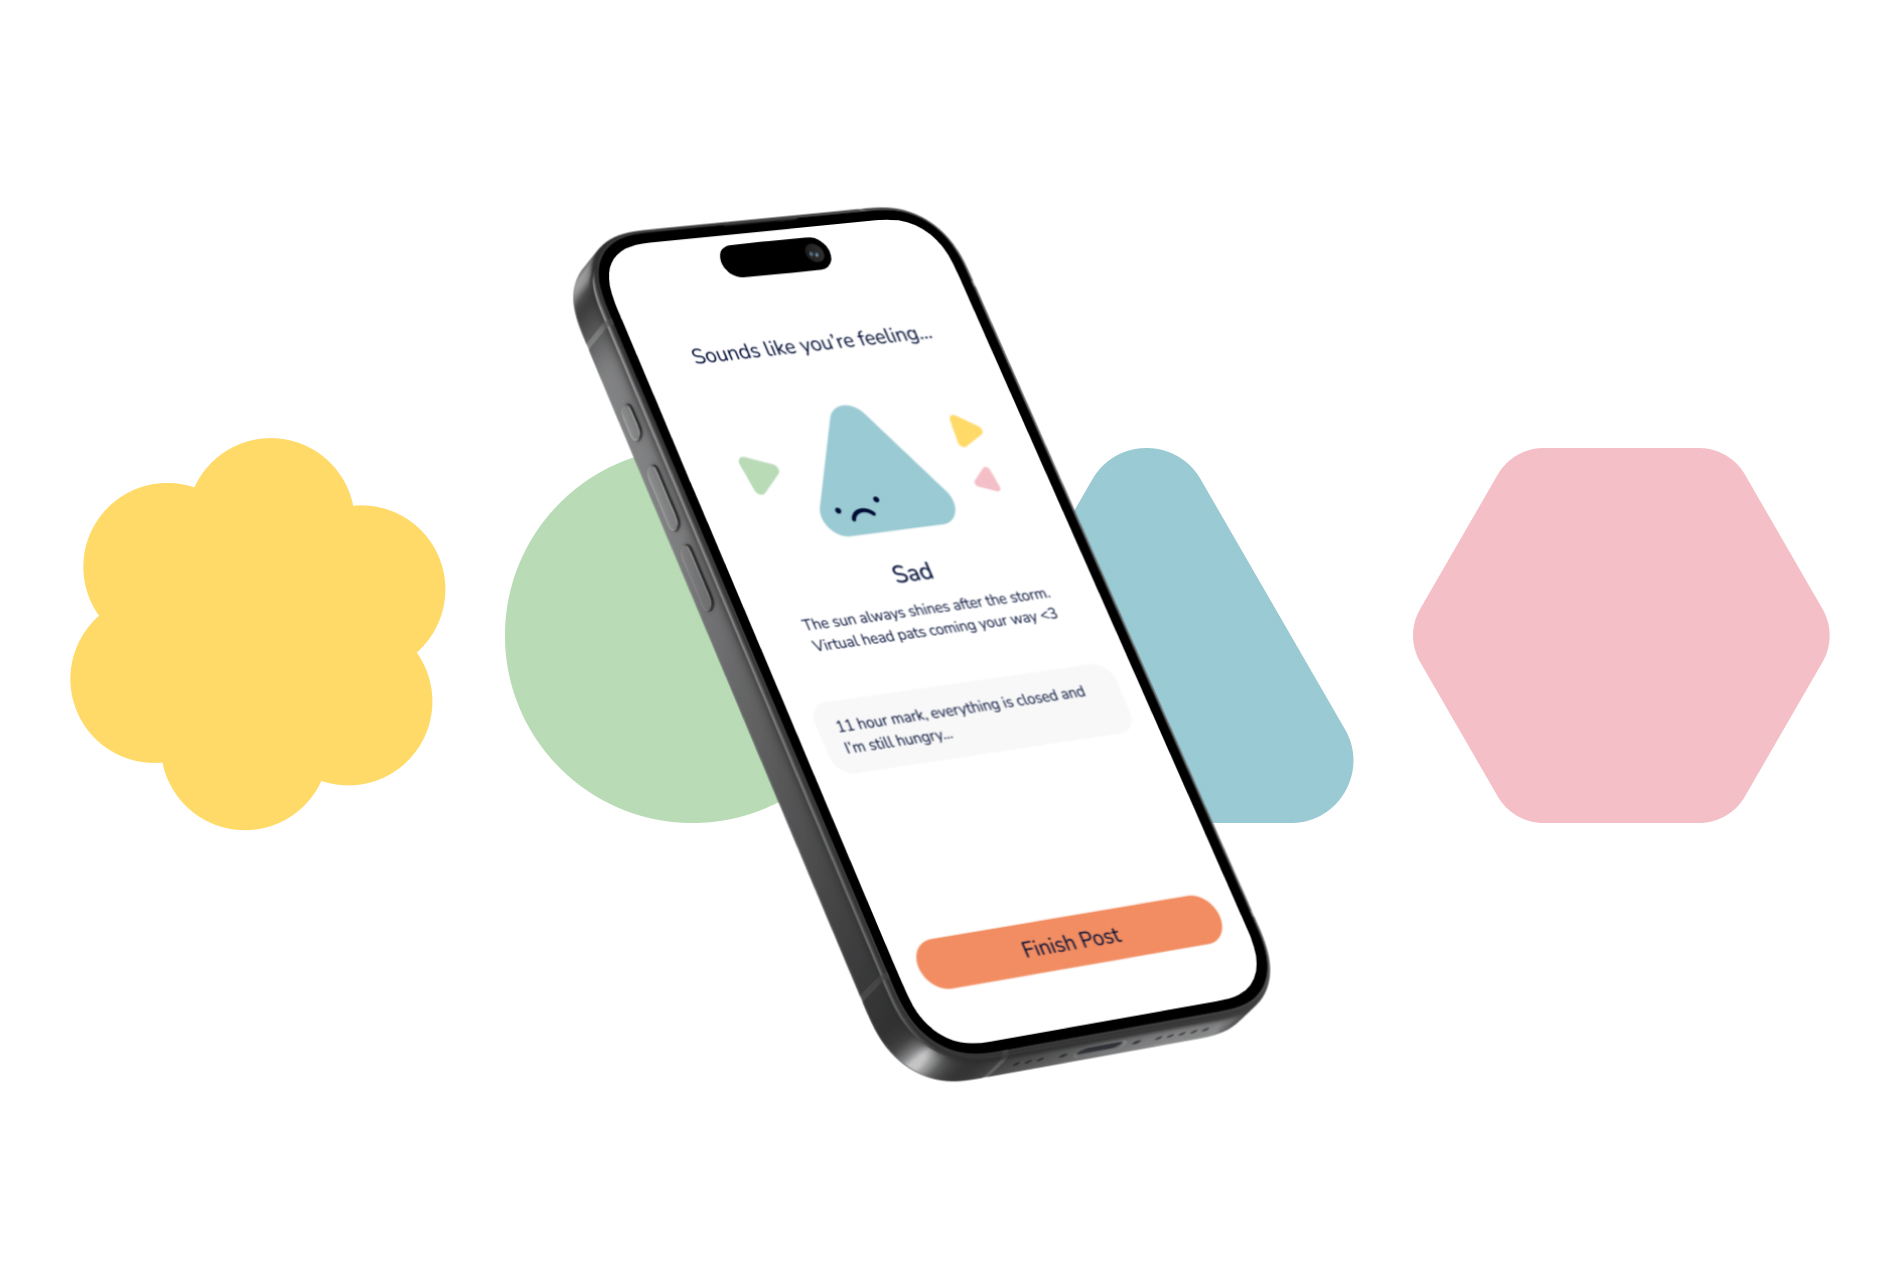 Sounds like you're feeling...
Sad
The sun always shines after the storm.
Virtual head pats coming your way <3
11 hour mark, everything is closed and
I'm still hungry...
Finish Post